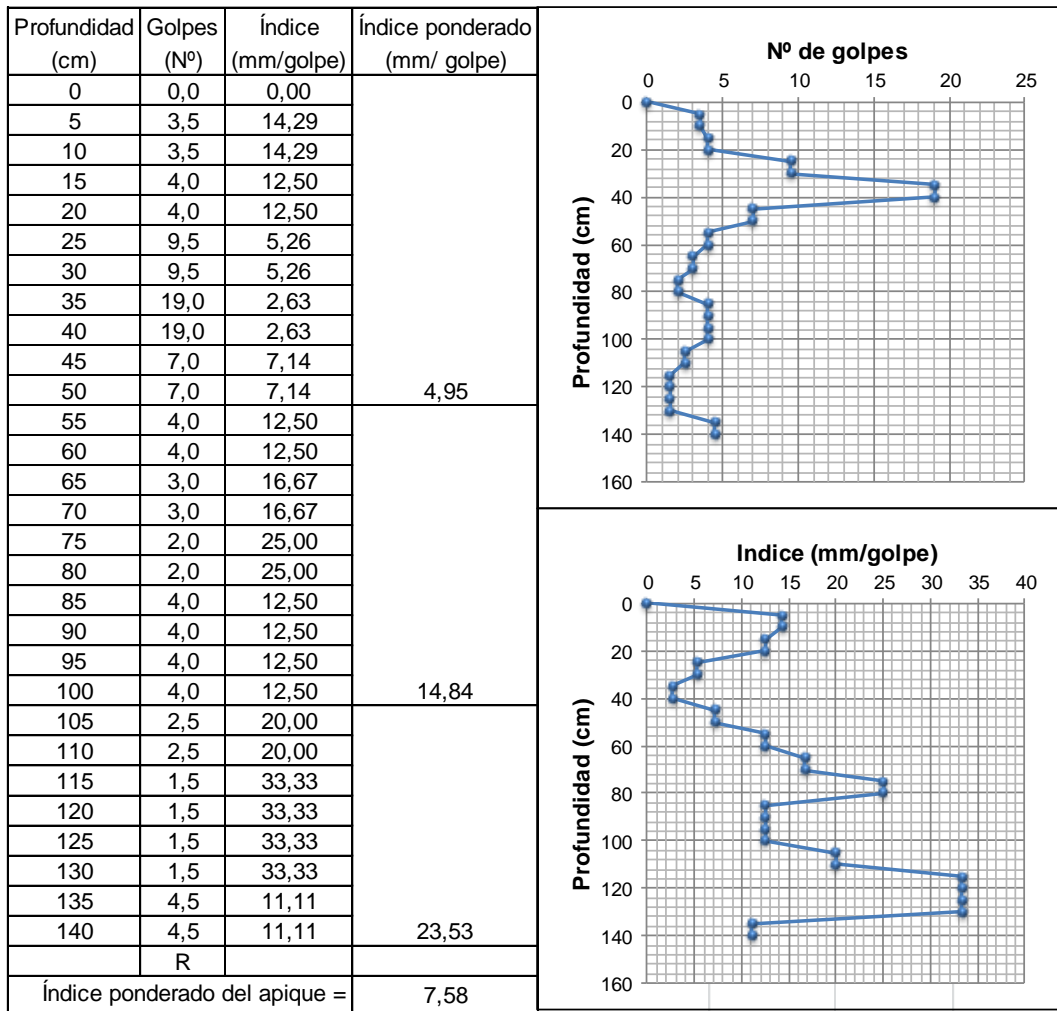 Profundidad Golpes Índice Índice ponderado
(cm) (Nº) (mm/golpe) (mm/ golpe)
0 0,0 0,00
5 3,5 14,29
10 3,5 14,29
15 4,0 12,50
20 4,0 12,50
25 9,5 5,26
30 9,5 5,26
35 19,0 2,63
40 19,0 2,63
45 7,0 7,14
50 7,0 7,14 4,95
55 4,0 12,50
60 4,0 12,50
65 3,0 16,67
70 3,0 16,67
75 2,0 25,00
80 2,0 25,00
85 4,0 12,50
90 4,0 12,50
95 4,0 12,50
100 4,0 12,50 14,84
105 2,5 20,00
110 2,5 20,00
115 1,5 33,33
120 1,5 33,33
125 1,5 33,33
130 1,5 33,33
135 4,5 11,11
140 4,5 11,11 23,53
R
Índice ponderado del apique = 7,58
Nº de golpes
0 5 10 15 20 25
0
20
40
60
80
100
120
140
160
Profundidad (cm)
Indice (mm/golpe)
0 5 10 15 20 25 30 35 40
0
20
40
60
80
100
120
140
160
Profundidad (cm)